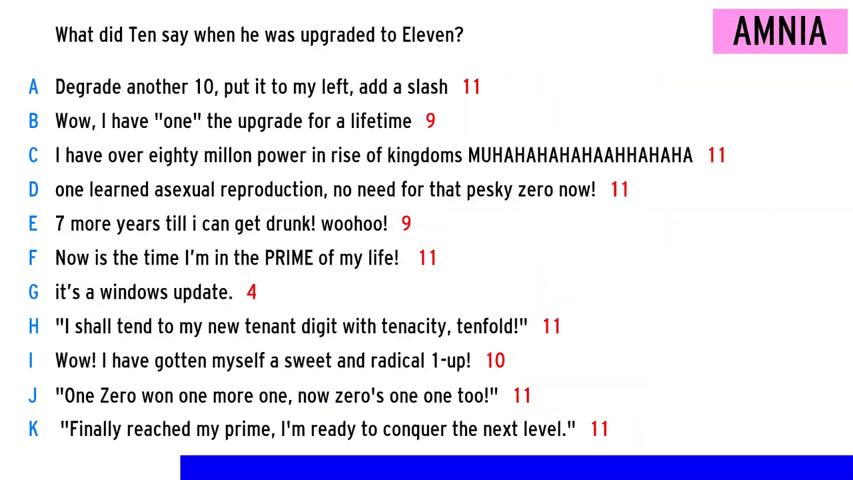 What did Ten say when he was upgraded to Eleven?
AMNIA
A Degrade another 10, put it to my left, add a slash 11
B Wow, I have "one" the upgrade for a lifetime 9
C I have over eighty millon power in rise of kingdoms MUHAHAHAHAHAAHHAHAHA 11
D one learned asexual reproduction, no need for that pesky zero now! 11
E 7 more years till i can get drunk! woohoo! 9
F Now is the time I'm in the PRIME of my life! 11
G it's a windows update. 4
H "I shall tend to my new tenant digit with tenacity, tenfold!" 11
I Wow! I have gotten myself a sweet and radical 1-up! 10
J "One Zero won one more one, now zero's one one too!" 11
K "Finally reached my prime, I'm ready to conquer the next level." 11